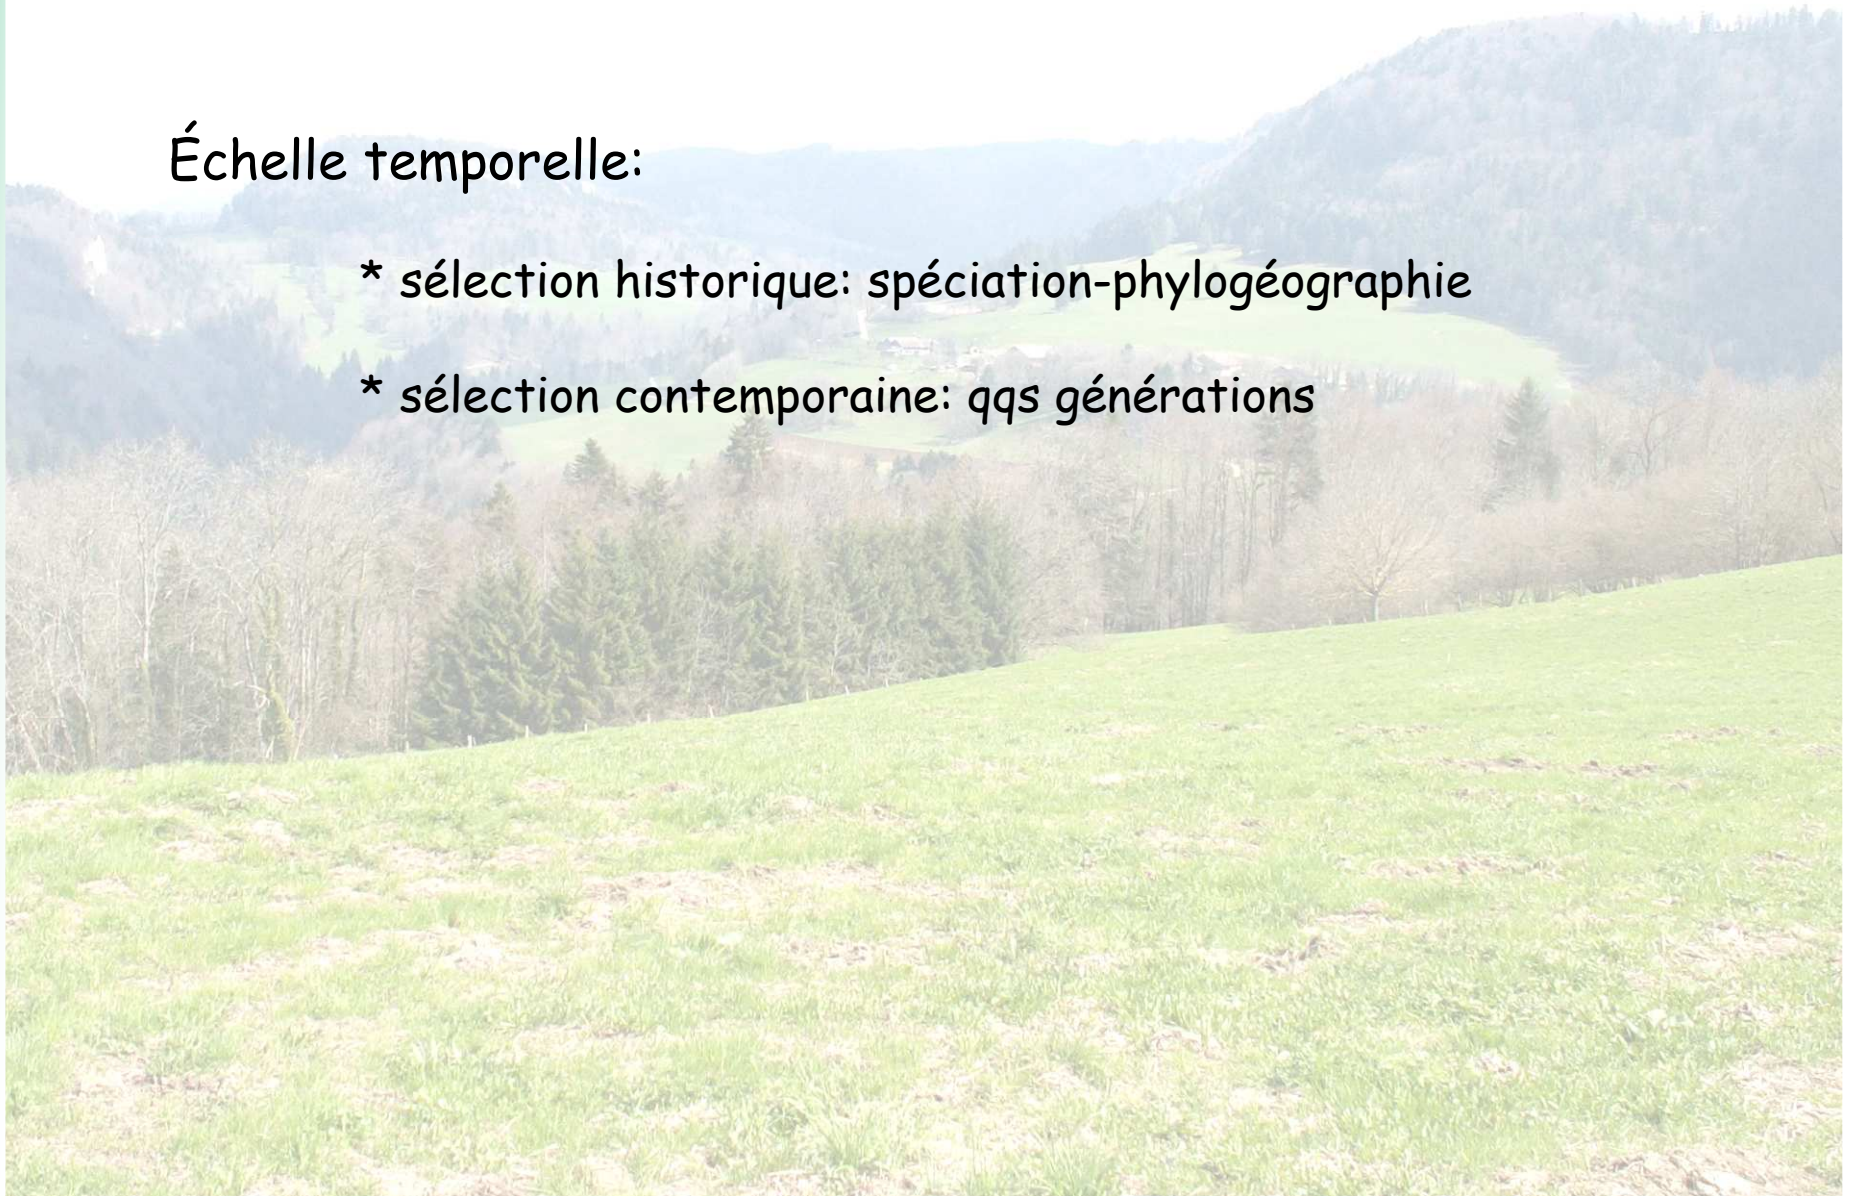 Échelle temporelle:
* sélection historique: spéciation-phylogéographie
* sélection contemporaine: qqs générations